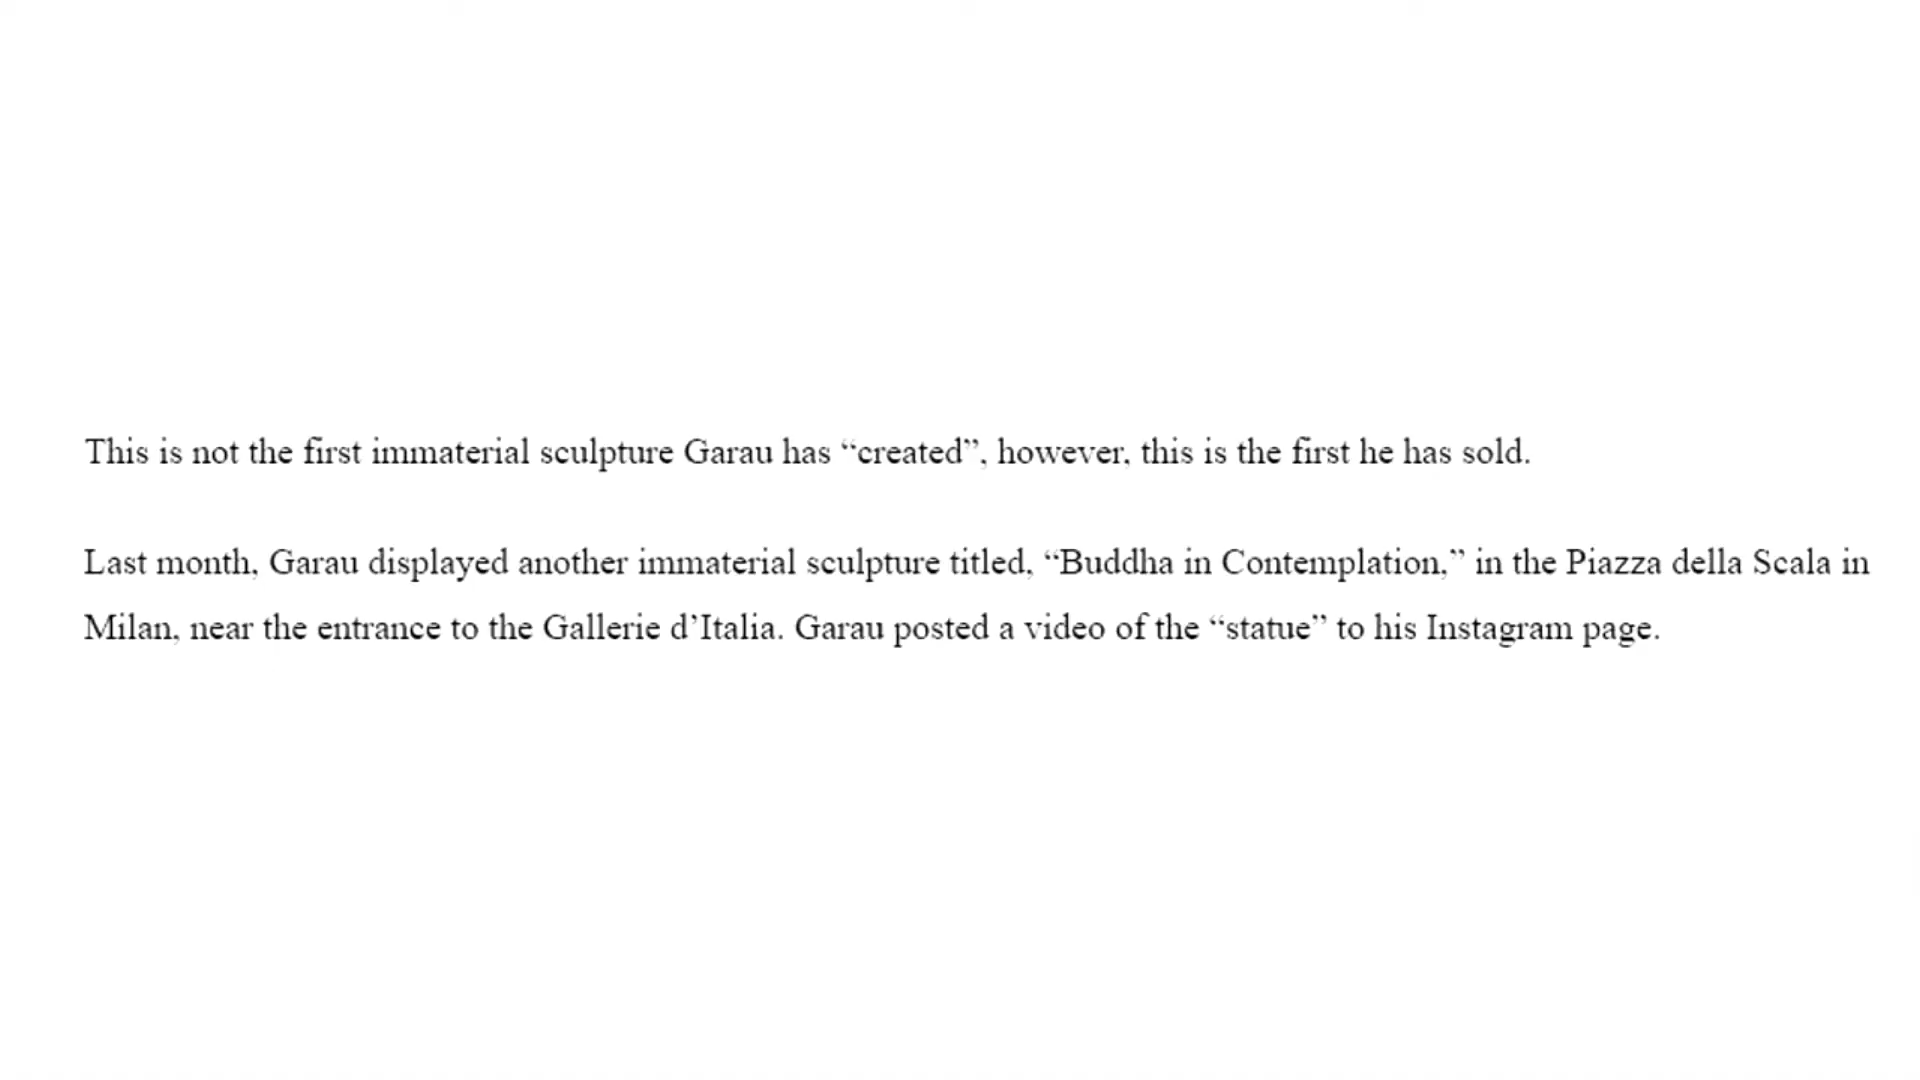 This is not the first immaterial sculpture Garau has “created”, however, this is the first he has sold.
Last month, Garau displayed another immaterial sculpture titled, “Buddha in Contemplation,” in the Piazza della Scala in
Milan, near the entrance to the Gallerie d’Italia. Garau posted a video of the “statue” to his Instagram page.